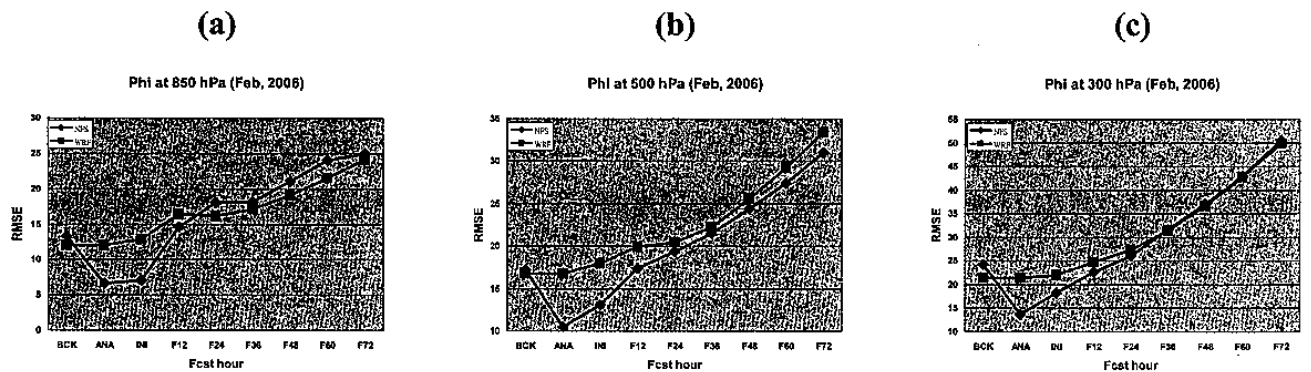 (a)
Phi at 850 hPa (Feb, 2006)
NFS
WRF
30
25
20
15
10
5
0
RMSE
BCK ANA INI F12 F24 F36 F48 F60 F72
Fcst hour
(b)
Phi at 500 hPa (Feb, 2006)
NFS
WRF
35
30
25
20
15
10
RMSE
BCK ANA INI F12 F24 F36 F48 F60 F72
Fcst hour
(c)
Phi at 300 hPa (Feb, 2006)
NFS
WRF
55
50
45
40
35
30
25
20
15
10
RMSE
BCK ANA INI F12 F24 F36 F48 F60 F72
Fcst hour